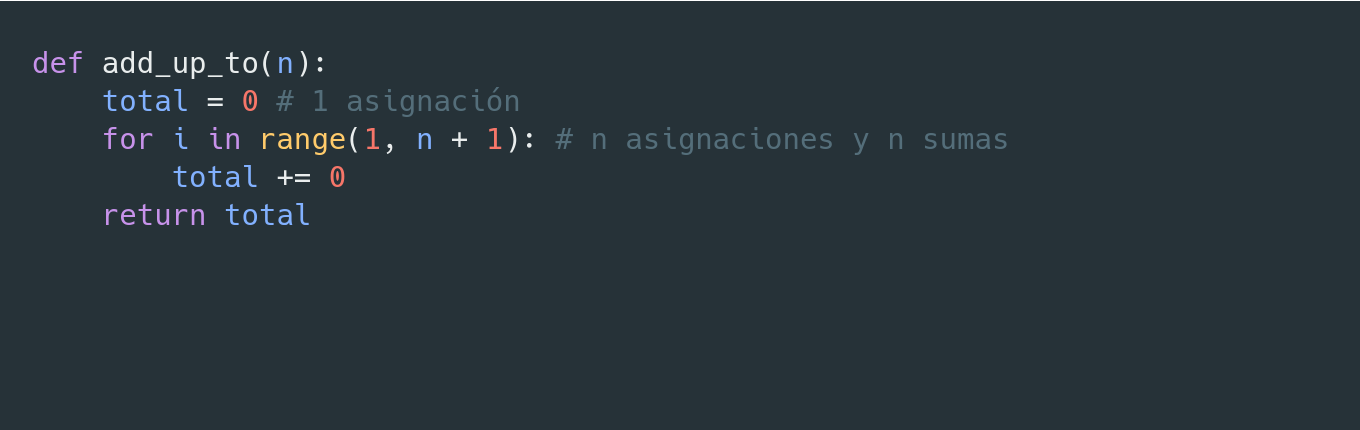 def add_up_to(n):
    total = 0 # 1 asignación
    for i in range(1, n + 1): # n asignaciones y n sumas
        total += 0
    return total